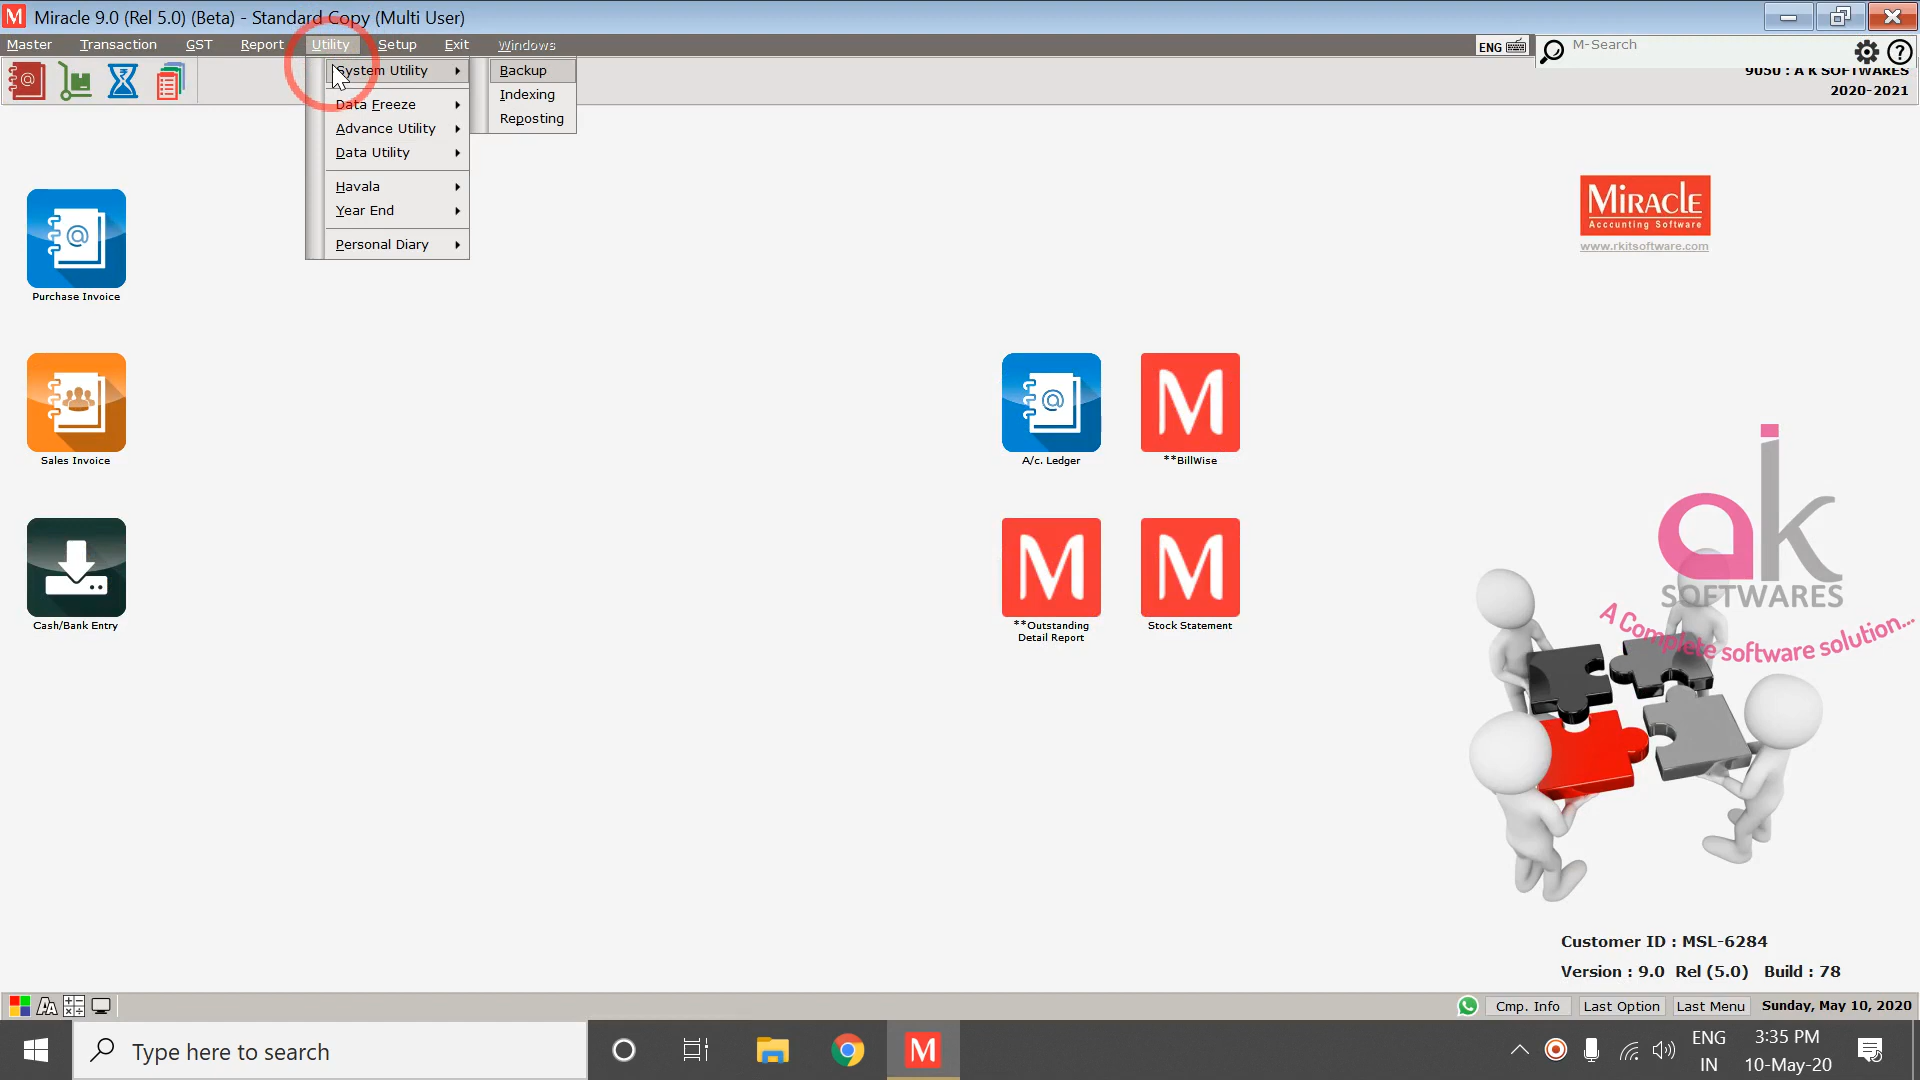 Miracle 9.0 (Rel 5.0) (Beta) - Standard Copy (Multi User)
Master Transaction GST Report Utility Setup Exit Windows
ENG M-Search
9050 : A K SOFTWARES
2020-2021
System Utility
Data Freeze
Advance Utility
Data Utility
Havala
Year End
Personal Diary
Backup
Indexing
Reposting
Purchase Invoice
Sales Invoice
Cash/Bank Entry
A/c. Ledger
**BillWise
**Outstanding
Detail Report
Stock Statement
MIRACLE
Accounting Software
www.rkitsoftware.com
ak
SOFTWARES
A Complete software solution...
Customer ID : MSL-6284
Version : 9.0 Rel (5.0) Build : 78
Cmp. Info Last Option Last Menu Sunday, May 10, 2020
Type here to search
ENG
IN
3:35 PM
10-May-20